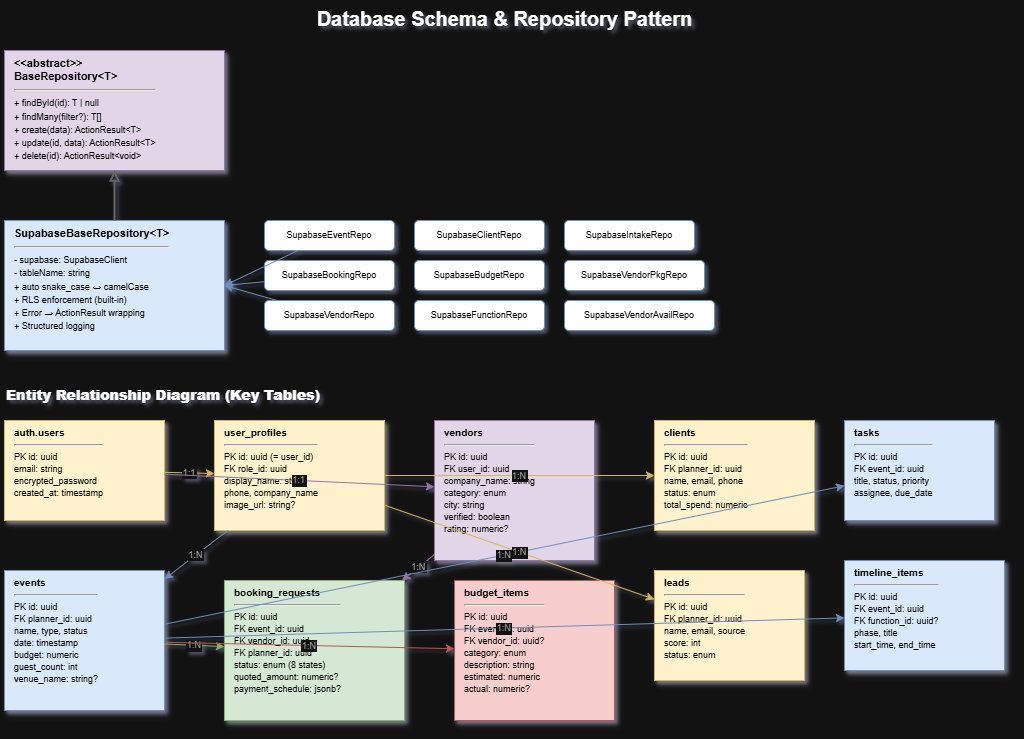 Database Schema & Repository Pattern
<<abstract>>
BaseRepository<T>
+ findById(id): T | null
+ findMany(filter?): T[]
+ create(data): ActionResult<T>
+ update(id, data): ActionResult<T>
+ delete(id): ActionResult<void>
SupabaseBaseRepository<T>
- supabase: SupabaseClient
- tableName: string
+ auto snake_case ↔ camelCase
+ RLS enforcement (built-in)
+ Error → ActionResult wrapping
+ Structured logging
SupabaseEventRepo
SupabaseClientRepo
SupabaseIntakeRepo
SupabaseBookingRepo
SupabaseBudgetRepo
SupabaseVendorPkgRepo
SupabaseVendorRepo
SupabaseFunctionRepo
SupabaseVendorAvailRepo
Entity Relationship Diagram (Key Tables)
auth.users
PK id: uuid
email: string
encrypted_password
created_at: timestamp
1:1
user_profiles
PK id: uuid (= user_id)
FK role_id: uuid
display_name: string?
phone, company_name
image_url: string?
1:1
vendors
PK id: uuid
FK user_id: uuid
company_name: string
category: enum
city: string
verified: boolean
rating: numeric?
1:N
clients
PK id: uuid
FK planner_id: uuid
name, email, phone
status: enum
total_spend: numeric
tasks
PK id: uuid
FK event_id: uuid
title, status, priority
assignee, due_date
1:N
1:N
1:N
1:N
events
PK id: uuid
FK planner_id: uuid
name, type, status
date: timestamp
budget: numeric
guest_count: int
venue_name: string?
1:N
booking_requests
PK id: uuid
FK event_id: uuid
FK vendor_id: uuid
FK planner_id: uuid
status: enum (8 states)
quoted_amount: numeric?
payment_schedule: jsonb?
1:N
budget_items
PK id: uuid
FK event_id: uuid
FK vendor_id: uuid?
category: enum
description: string
estimated: numeric
actual: numeric?
1:N
leads
PK id: uuid
FK planner_id: uuid
name, email, source
score: int
status: enum
timeline_items
PK id: uuid
FK event_id: uuid
FK function_id: uuid?
phase, title
start_time, end_time